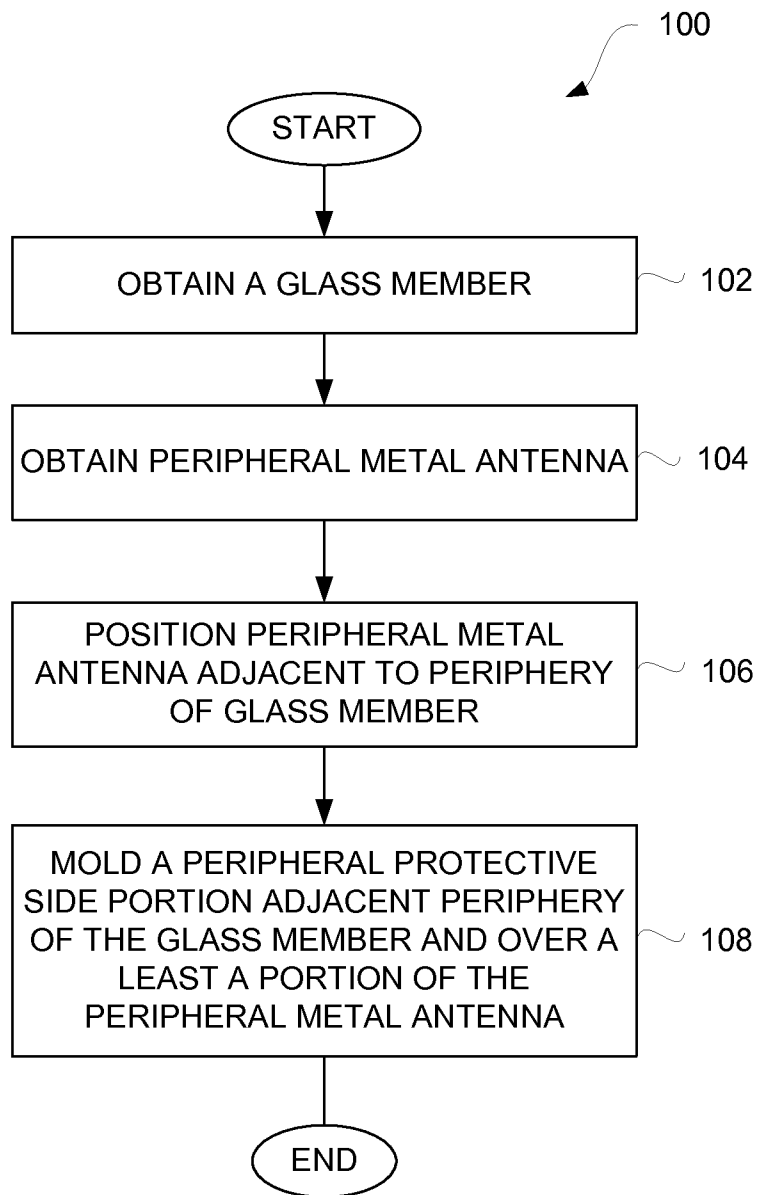 100
START
OBTAIN A GLASS MEMBER
102
OBTAIN PERIPHERAL METAL ANTENNA
104
POSITION PERIPHERAL METAL
ANTENNA ADJACENT TO PERIPHERY
OF GLASS MEMBER
106
MOLD A PERIPHERAL PROTECTIVE
SIDE PORTION ADJACENT PERIPHERY
OF THE GLASS MEMBER AND OVER A
LEAST A PORTION OF THE
PERIPHERAL METAL ANTENNA
108
END